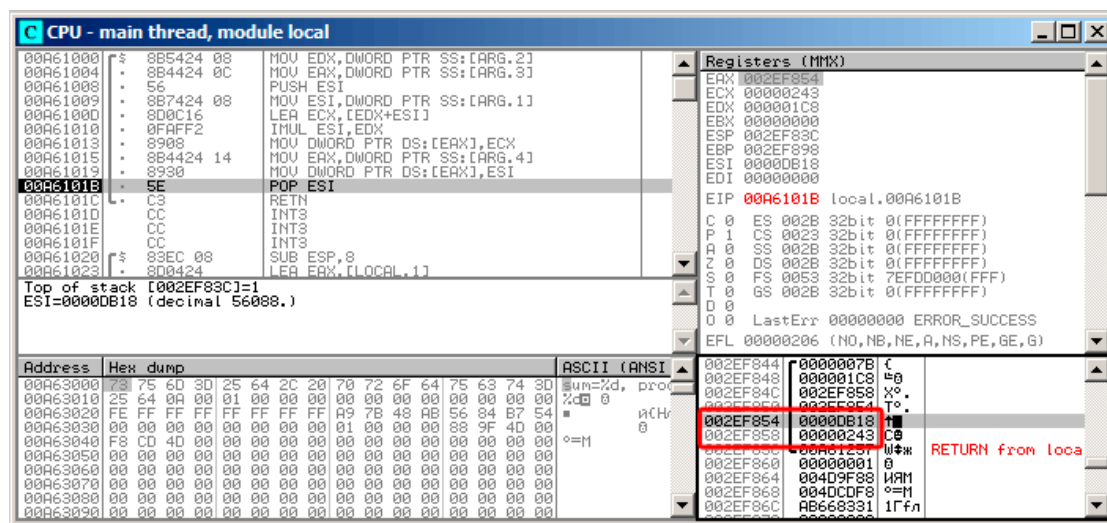 C CPU - main thread, module local
00A61000 $ 8B5424 08 MOV EDX,DWORD PTR SS:[ARG.2]
00A61004 · 8B4424 0C MOV EAX,DWORD PTR SS:[ARG.3]
00A61008 · 56 PUSH ESI
00A61009 · 8B7424 08 MOV ESI,DWORD PTR SS:[ARG.1]
00A6100D · 8D0C16 LEA ECX,[EDX+ESI]
00A61010 · 0FAFF2 IMUL ESI,EDX
00A61013 · 8908 MOV DWORD PTR DS:[EAX],ECX
00A61015 · 8B4424 14 MOV EAX,DWORD PTR SS:[ARG.4]
00A61019 · 8930 MOV DWORD PTR DS:[EAX],ESI
00A6101B · 5E POP ESI
00A6101C · C3 RETN
00A6101D CC INT3
00A6101E CC INT3
00A6101F CC INT3
00A61020 $ 83EC 08 SUB ESP,8
00A61023 · 8D0424 LEA EAX,[LOCAL.1]
Top of stack [002EF83C]=1
ESI=0000DB18 (decimal 56088.)
Registers (MMX)
EAX 002EF854
ECX 00000243
EDX 000001C8
EBX 00000000
ESP 002EF83C
EBP 002EF898
ESI 0000DB18
EDI 00000000
EIP 00A6101B local.00A6101B
C 0 ES 002B 32bit 0(FFFFFFFF)
P 1 CS 0023 32bit 0(FFFFFFFF)
A 0 SS 002B 32bit 0(FFFFFFFF)
Z 0 DS 002B 32bit 0(FFFFFFFF)
S 0 FS 0053 32bit 7EFDD000(FFF)
T 0 GS 002B 32bit 0(FFFFFFFF)
D 0
O 0 LastErr 00000000 ERROR_SUCCESS
EFL 00000206 (NO,NB,NE,A,NS,PE,GE,G)
Address Hex dump ASCII (ANSI
00A63000 73 75 6D 3D 25 64 2C 20 70 72 6F 64 75 63 74 3D sum=%d, proc
00A63010 25 64 0A 00 01 00 00 00 00 00 00 00 00 00 00 00 %d
00A63020 FE FF FF FF FF FF FF FF A9 7B 48 AB 56 84 B7 54
00A63030 00 00 00 00 00 00 00 00 01 00 00 00 88 9F 4D 00
00A63040 F8 CD 4D 00 00 00 00 00 00 00 00 00 00 00 00 00 °=M
00A63050 00 00 00 00 00 00 00 00 00 00 00 00 00 00 00 00
00A63060 00 00 00 00 00 00 00 00 00 00 00 00 00 00 00 00
00A63070 00 00 00 00 00 00 00 00 00 00 00 00 00 00 00 00
00A63080 00 00 00 00 00 00 00 00 00 00 00 00 00 00 00 00
00A63090 00 00 00 00 00 00 00 00 00 00 00 00 00 00 00 00
002EF844 0000007B {
002EF848 000001C8
002EF84C 002EF858 X°.
002EF854 T°.
002EF854 0000DB18
002EF858 00000243 C
00A6125F RETURN from loca
002EF860 00000001
002EF864 004D9F88 ИЯМ
002EF868 004DCDF8 °=M
002EF86C AB668331 1Гfл